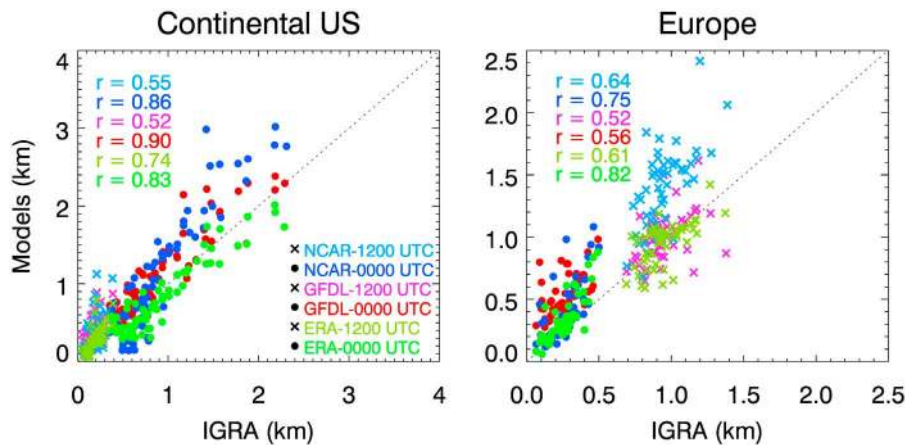 Continental US
4
r = 0.55
r = 0.86
r = 0.52
r = 0.90
r = 0.74
r = 0.83
3
2
1
0
Models (km)
NCAR-1200 UTC
NCAR-0000 UTC
GFDL-1200 UTC
GFDL-0000 UTC
ERA-1200 UTC
ERA-0000 UTC
0 1 2 3 4
IGRA (km)
Europe
2.5
r = 0.64
r = 0.75
r = 0.52
r = 0.56
r = 0.61
r = 0.82
2.0
1.5
1.0
0.5
0.0
0.0 0.5 1.0 1.5 2.0 2.5
IGRA (km)